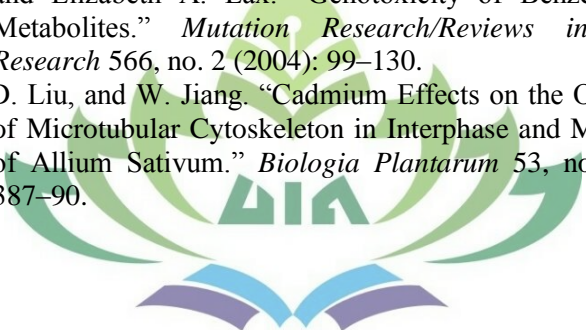 and Elizabeth A. Lax. "Genotoxicity of
Metabolites." Mutation Research/Reviews in
Research 566, no. 2 (2004): 99–130.
D. Liu, and W. Jiang. "Cadmium Effects on the
of Microtubular Cytoskeleton in Interphase and
of Allium Sativum." Biologia Plantarum 53, no
387–90.